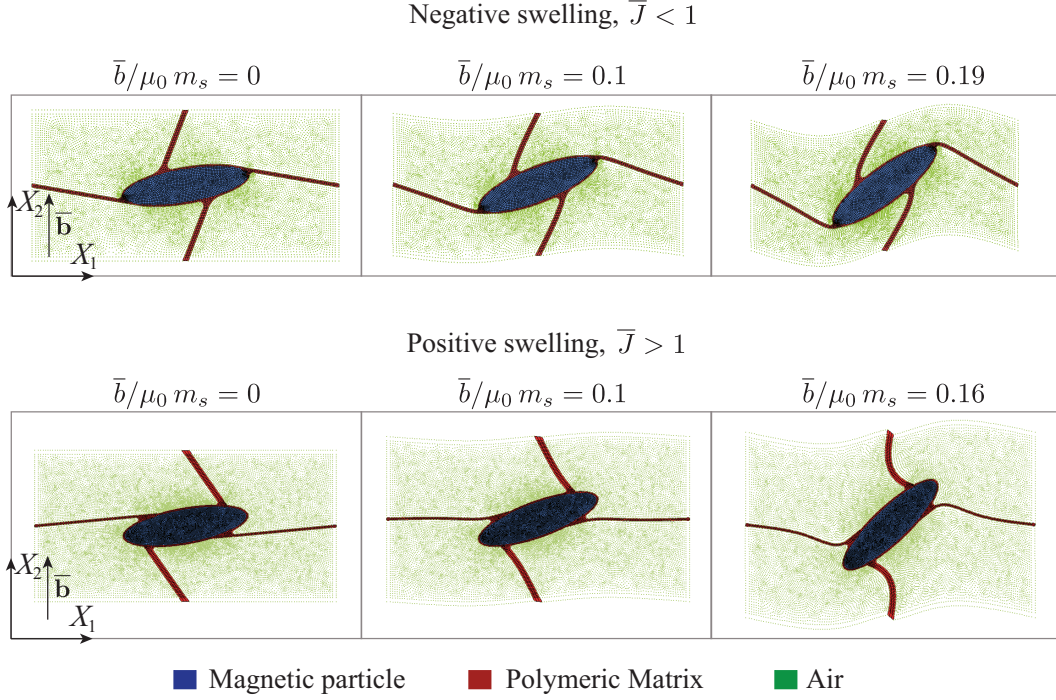 Negative swelling, J̅ < 1
b̅/μ₀ mₛ = 0
b̅/μ₀ mₛ = 0.1
b̅/μ₀ mₛ = 0.19
X₂
b̅
X₁
Positive swelling, J̅ > 1
b̅/μ₀ mₛ = 0
b̅/μ₀ mₛ = 0.1
b̅/μ₀ mₛ = 0.16
X₂
b̅
X₁
Magnetic particle
Polymeric Matrix
Air